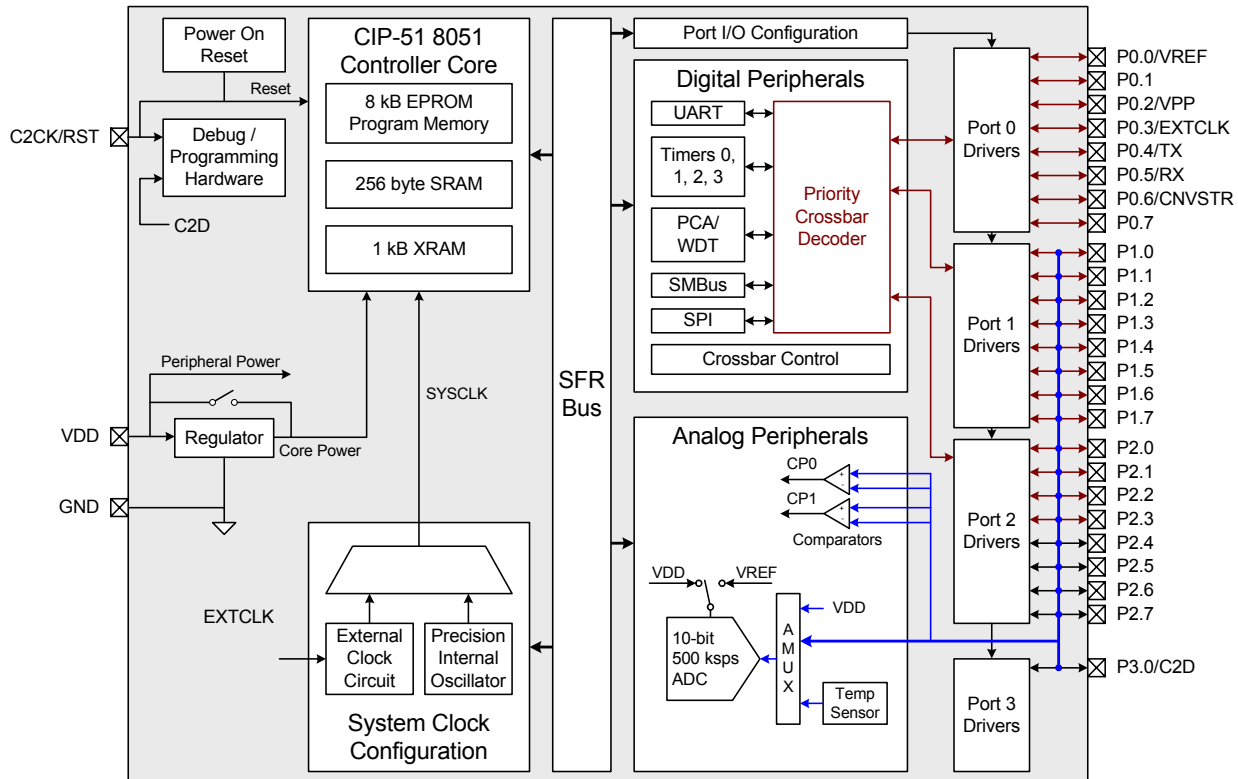 Power On
Reset
Reset
C2CK/RST
Debug /
Programming
Hardware
C2D
CIP-51 8051
Controller Core
8 kB EPROM
Program Memory
256 byte SRAM
1 kB XRAM
Peripheral Power
VDD
Regulator
Core Power
GND
SYSCLK
EXTCLK
External
Clock
Circuit
Precision
Internal
Oscillator
System Clock
Configuration
SFR
Bus
Port I/O Configuration
Digital Peripherals
UART
Timers 0,
1, 2, 3
PCA/
WDT
SMBus
SPI
Priority
Crossbar
Decoder
Crossbar Control
Analog Peripherals
CP0
+
-
CP1
+
-
Comparators
VDD
VREF
VDD
10-bit
500 ksps
ADC
A
M
U
X
Temp
Sensor
Port 0
Drivers
Port 1
Drivers
Port 2
Drivers
Port 3
Drivers
P0.0/VREF
P0.1
P0.2/VPP
P0.3/EXTCLK
P0.4/TX
P0.5/RX
P0.6/CNVSTR
P0.7
P1.0
P1.1
P1.2
P1.3
P1.4
P1.5
P1.6
P1.7
P2.0
P2.1
P2.2
P2.3
P2.4
P2.5
P2.6
P2.7
P3.0/C2D